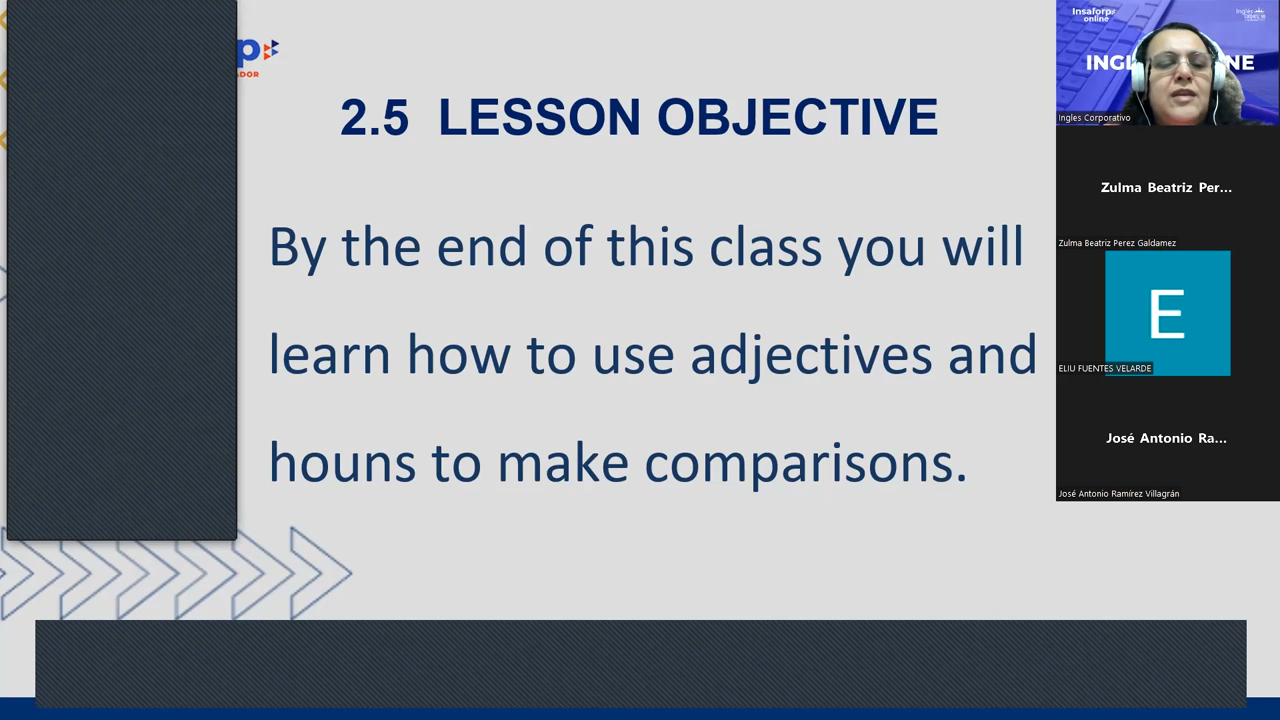 2.5 LESSON OBJECTIVE
By the end of this class you will
learn how to use adjectives and
houns to make comparisons.
Insaforp
online
Ingles Corporativo
Zulma Beatriz Per...
Zulma Beatriz Perez Galdamez
E
ELIU FUENTES VELARDE
José Antonio Ra...
José Antonio Ramírez Villagrán